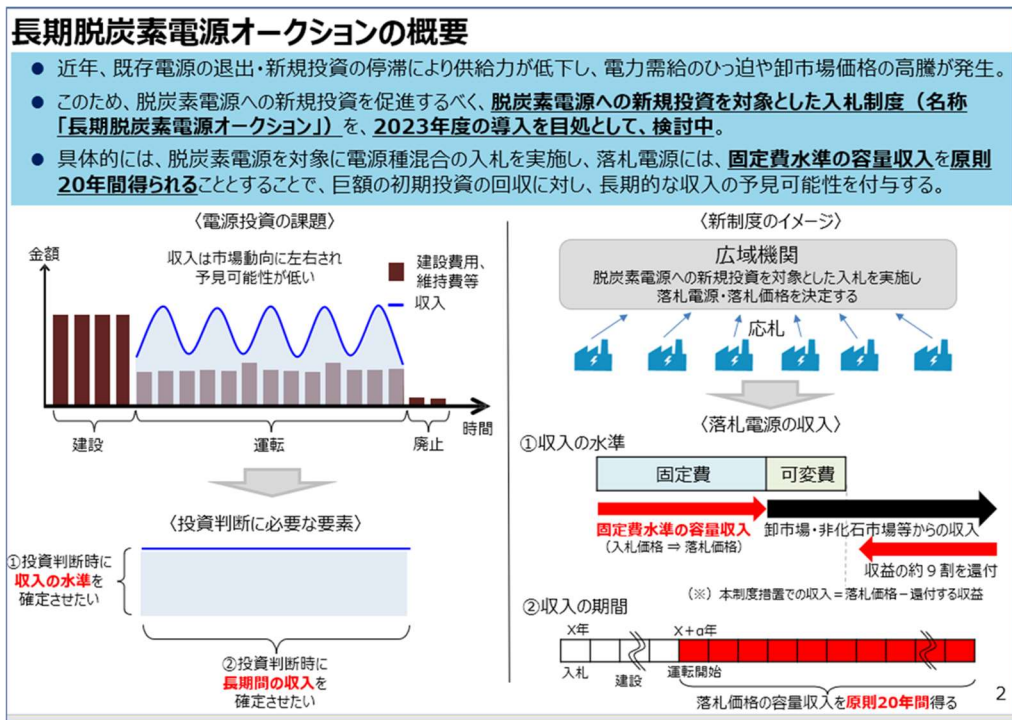 長期脱炭素電源オークションの概要
● 近年、既存電源の退出・新規投資の停滞により供給力が低下し、電力需給のひっ迫や卸市場価格の高騰が発生。
● このため、脱炭素電源への新規投資を促進するべく、脱炭素電源への新規投資を対象とした入札制度（名称
「長期脱炭素電源オークション」）を、2023年度の導入を目処として、検討中。
● 具体的には、脱炭素電源を対象に電源種混合の入札を実施し、落札電源には、固定費水準の容量収入を原則
20年間得られることとすることで、巨額の初期投資の回収に対し、長期的な収入の予見可能性を付与する。
〈電源投資の課題〉
金額
収入は市場動向に左右され
予見可能性が低い
建設費用、
維持費等
収入
時間
建設
運転
廃止
〈投資判断に必要な要素〉
①投資判断時に
収入の水準を
確定させたい
②投資判断時に
長期間の収入を
確定させたい
〈新制度のイメージ〉
広域機関
脱炭素電源への新規投資を対象とした入札を実施し
落札電源・落札価格を決定する
応札
〈落札電源の収入〉
①収入の水準
固定費
可変費
固定費水準の容量収入
（入札価格 ⇒ 落札価格）
卸市場・非化石市場等からの収入
収益の約９割を還付
（※）本制度措置での収入＝落札価格－還付する収益
②収入の期間
X年
X＋α年
入札
建設
運転開始
落札価格の容量収入を原則20年間得る
2